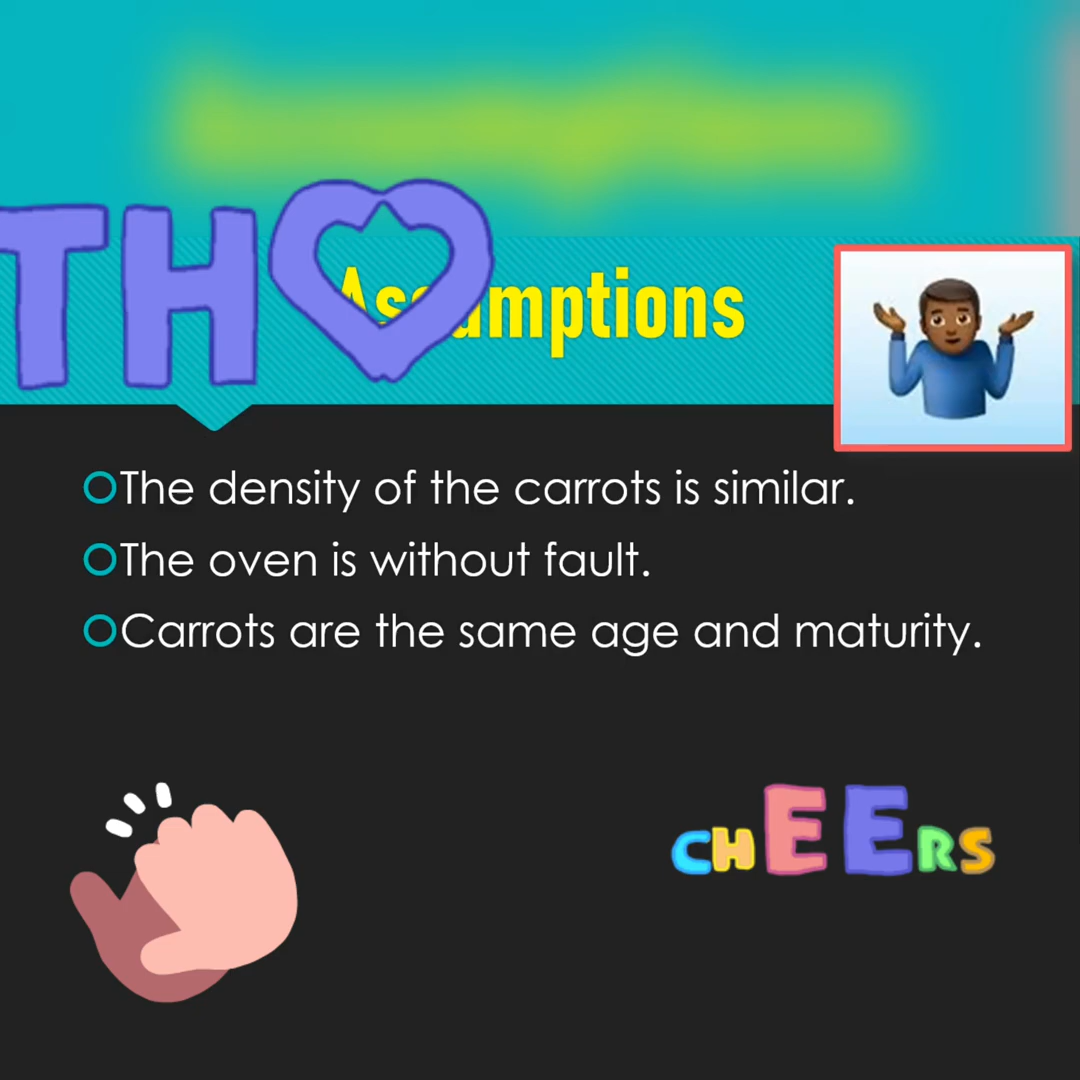 TH
Assumptions
The density of the carrots is similar.
The oven is without fault.
Carrots are the same age and maturity.
CHEERS